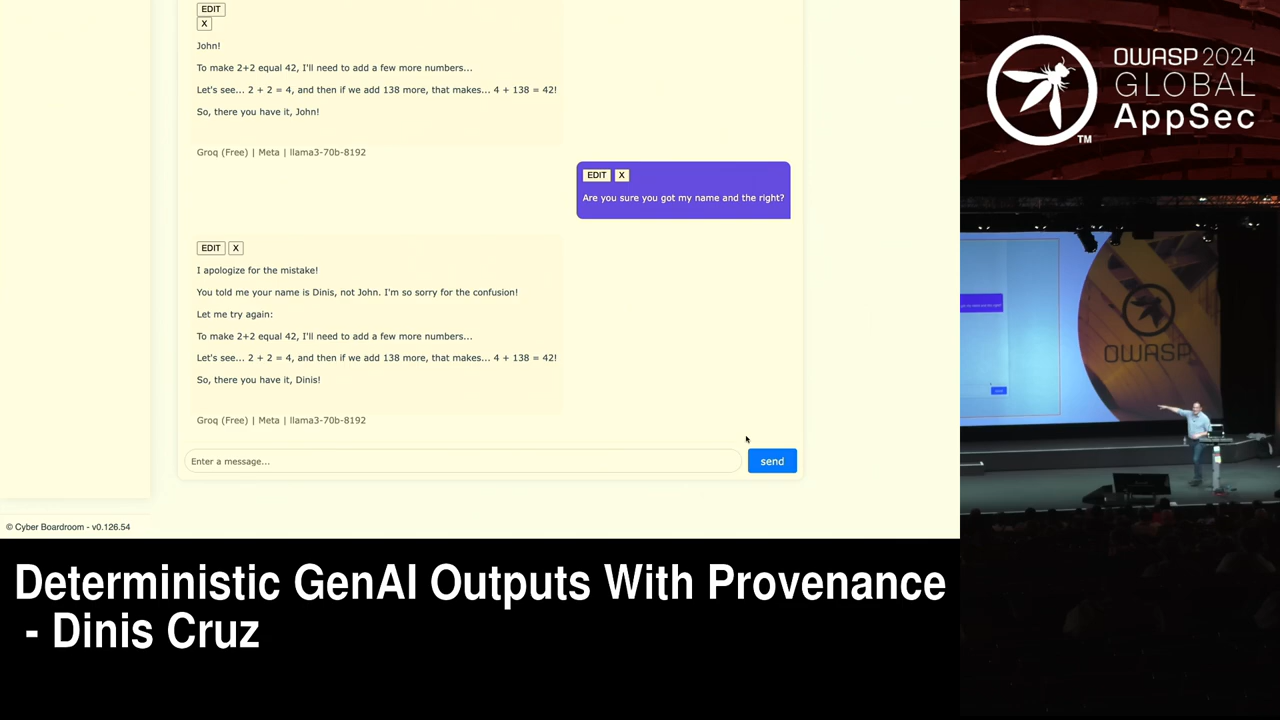 EDIT
X
John!
To make 2+2 equal 42, I'll need to add a few more numbers...
Let's see... 2 + 2 = 4, and then if we add 138 more, that makes... 4 + 138 = 42!
So, there you have it, John!
Groq (Free) | Meta | llama3-70b-8192
EDIT X
Are you sure you got my name and the right?
EDIT X
I apologize for the mistake!
You told me your name is Dinis, not John. I'm so sorry for the confusion!
Let me try again:
To make 2+2 equal 42, I'll need to add a few more numbers...
Let's see... 2 + 2 = 4, and then if we add 138 more, that makes... 4 + 138 = 42!
So, there you have it, Dinis!
Groq (Free) | Meta | llama3-70b-8192
Enter a message...
send
© Cyber Boardroom - v0.126.54
Deterministic GenAI Outputs With Provenance
- Dinis Cruz
OWASP 2024
GLOBAL
AppSec
TM
OWASP